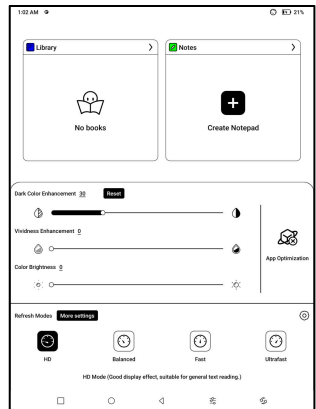 1:02 AM 21%
Library Notes
No books Create Notepad
Dark Color Enhancement 30 Reset
Vividness Enhancement 0
App Optimization
Color Brightness 0
Refresh Modes More settings
HD Balanced Fast Ultrafast
HD Mode (Good display effect, suitable for general text reading.)